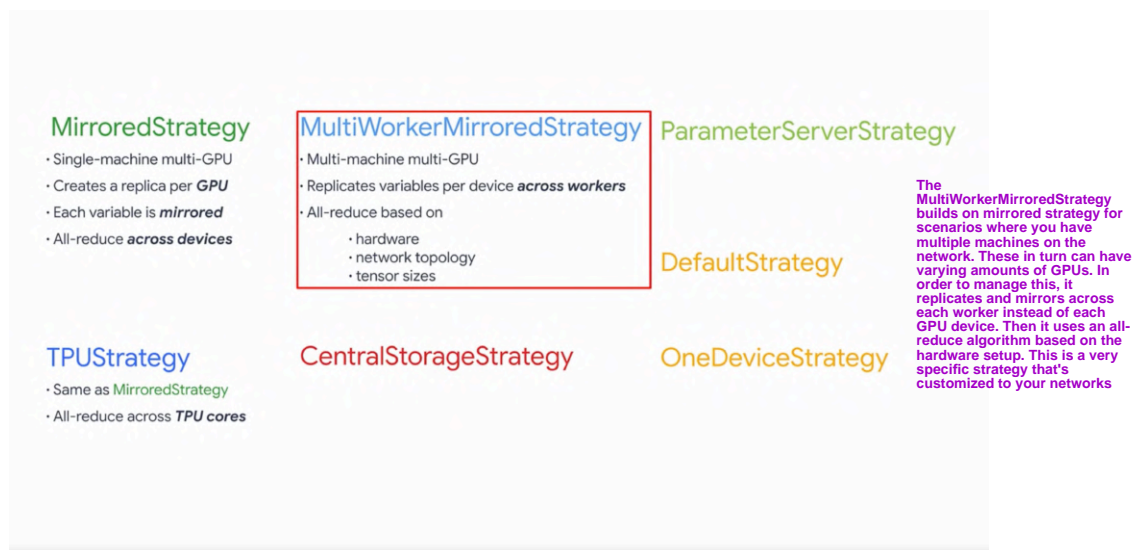 MirroredStrategy
· Single-machine multi-GPU
· Creates a replica per GPU
· Each variable is mirrored
· All-reduce across devices
MultiWorkerMirroredStrategy
· Multi-machine multi-GPU
· Replicates variables per device across workers
· All-reduce based on
· hardware
· network topology
· tensor sizes
ParameterServerStrategy
DefaultStrategy
TPUStrategy
· Same as MirroredStrategy
· All-reduce across TPU cores
CentralStorageStrategy
OneDeviceStrategy
The
MultiWorkerMirroredStrategy
builds on mirrored strategy for
scenarios where you have
multiple machines on the
network. These in turn can have
varying amounts of GPUs. In
order to manage this, it
replicates and mirrors across
each worker instead of each
GPU device. Then it uses an all-
reduce algorithm based on the
hardware setup. This is a very
specific strategy that's
customized to your networks